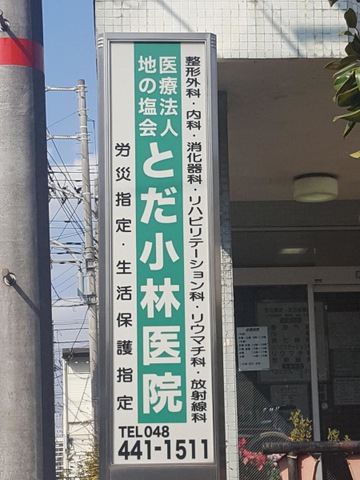 整形外科・内科・消化器科・リハビリテーション科・リウマチ科・放射線科
医療法人
地の塩会
とだ小林医院
労災指定・生活保護指定
TEL 048
441-1511